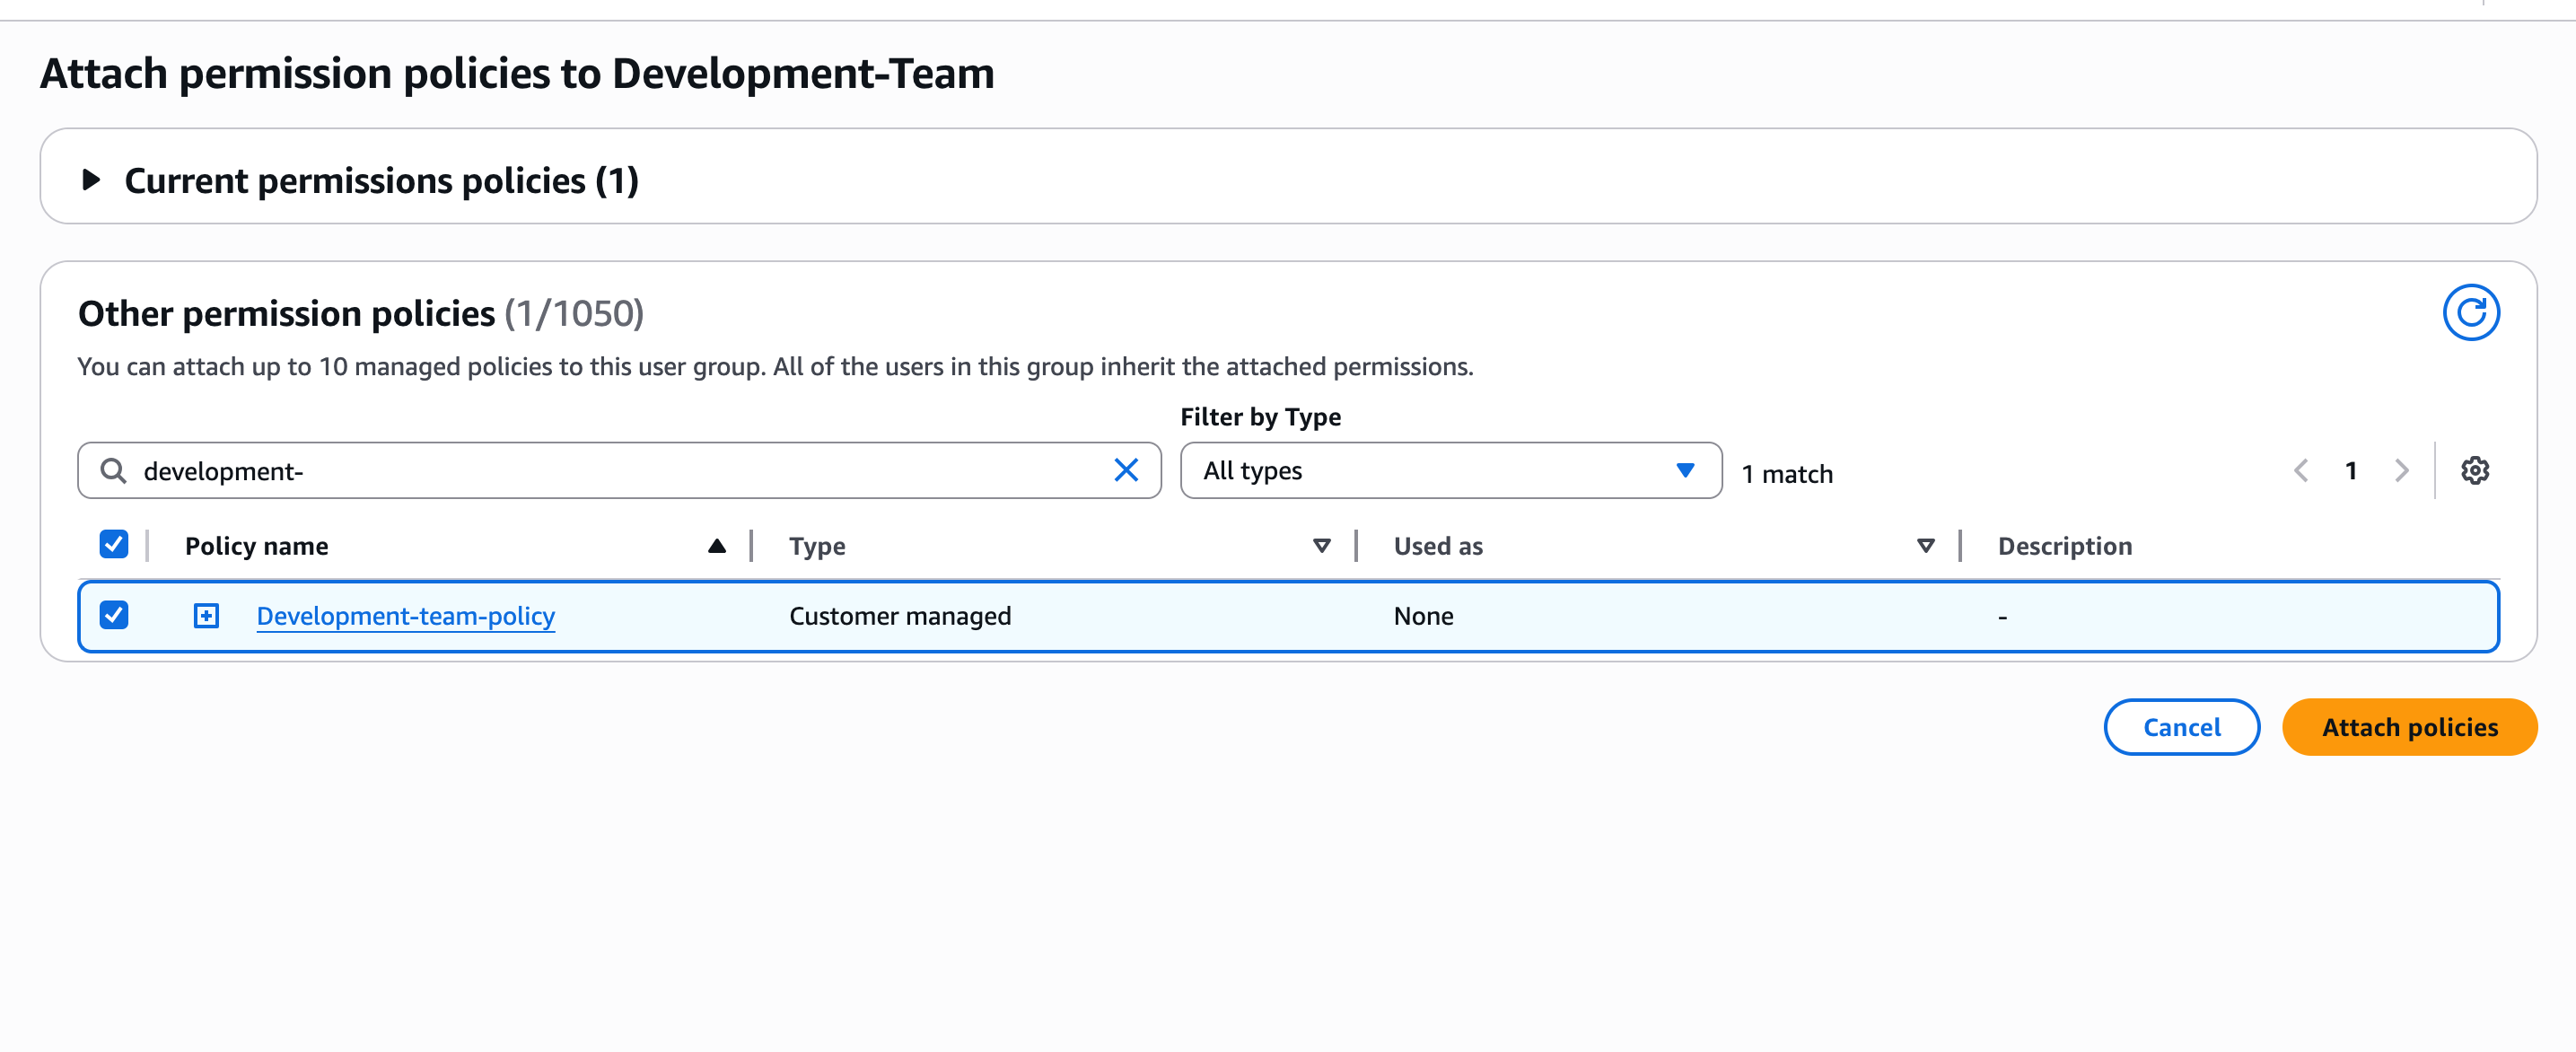 Attach permission policies to Development-Team
Current permissions policies (1)
Other permission policies (1/1050)
You can attach up to 10 managed policies to this user group. All of the users in this group inherit the attached permissions.
Filter by Type
development-
All types
1 match
1
Policy name
Type
Used as
Description
Development-team-policy
Customer managed
None
-
Cancel
Attach policies